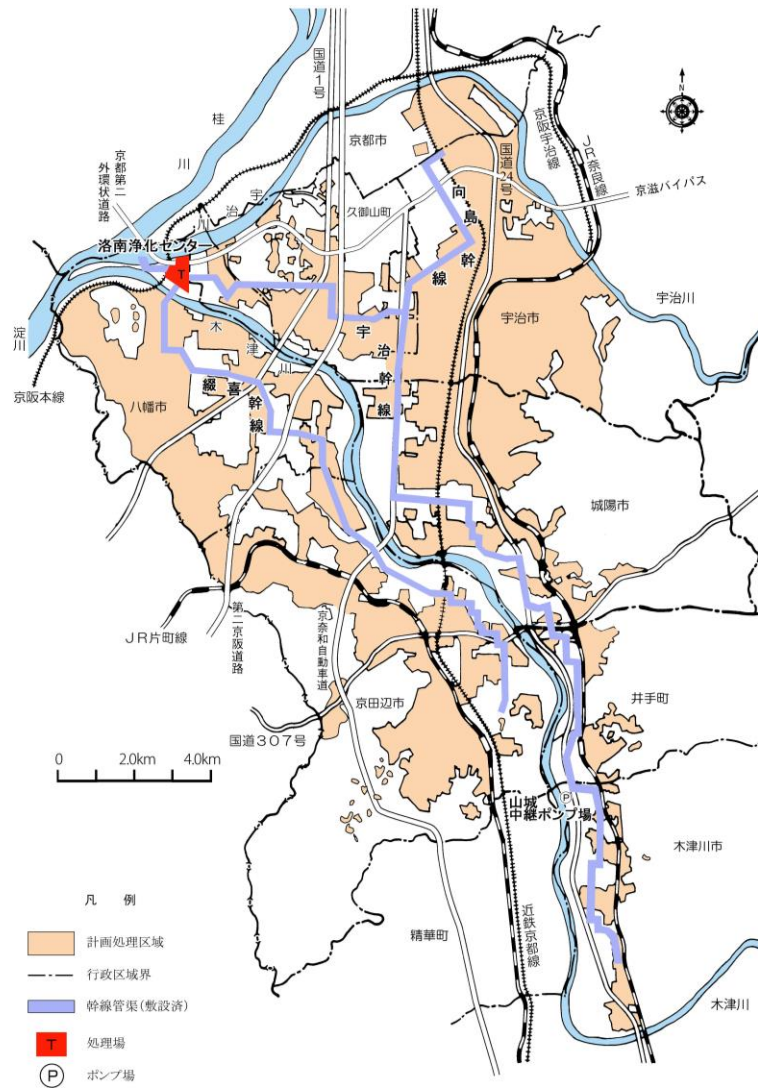 国道1号
桂川
京都市
宇治川
久御山町
京都第二
外環状道路
国道24号
京阪宇治線
JR奈良線
京滋バイパス
向島幹線
洛南浄化センター
T
宇治川
宇治市
淀川
木津川
宇治幹線
京阪本線
八幡市
綴喜幹線
城陽市
JR片町線
第二京阪道路
京奈和自動車道
京田辺市
国道307号
井手町
0 2.0km 4.0km
山城
中継ポンプ場
P
木津川市
近鉄京都線
精華町
木津川
凡例
計画処理区域
行政区域界
幹線管渠(敷設済)
T 処理場
P ポンプ場